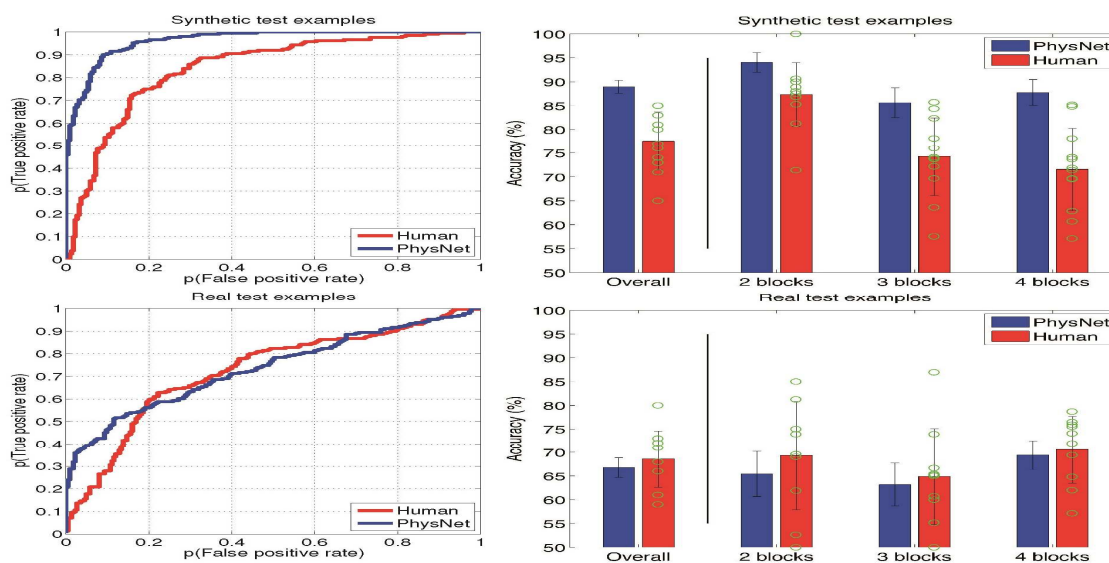 Synthetic test examples
p(True positive rate)
1
0.9
0.8
0.7
0.6
0.5
0.4
0.3
0.2
0.1
0
0 0.2 0.4 0.6 0.8 1
p(False positive rate)
Human
PhysNet
Synthetic test examples
Accuracy (%)
100
95
90
85
80
75
70
65
60
55
50
Overall 2 blocks 3 blocks 4 blocks
PhysNet
Human
Real test examples
p(True positive rate)
1
0.9
0.8
0.7
0.6
0.5
0.4
0.3
0.2
0.1
0
0 0.2 0.4 0.6 0.8 1
p(False positive rate)
Human
PhysNet
Real test examples
Accuracy (%)
100
95
90
85
80
75
70
65
60
55
50
Overall 2 blocks 3 blocks 4 blocks
PhysNet
Human